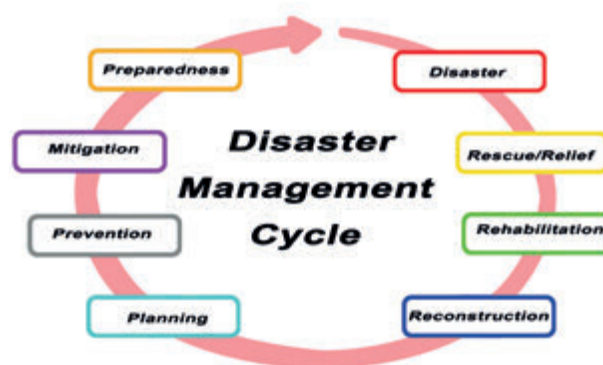 Preparedness
Disaster
Mitigation
Disaster
Management
Cycle
Rescue/Relief
Prevention
Rehabilitation
Planning
Reconstruction